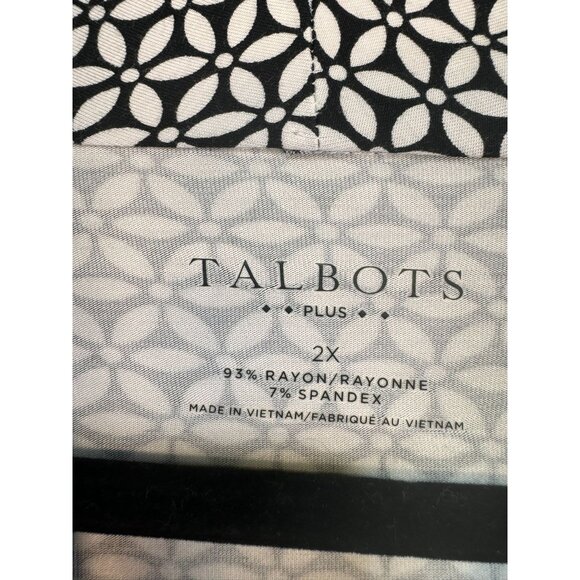 TALBOTS
◆ ◆ PLUS ◆ ◆
2X
93% RAYON/RAYONNE
7% SPANDEX
MADE IN VIETNAM/FABRIQUÉ AU VIETNAM